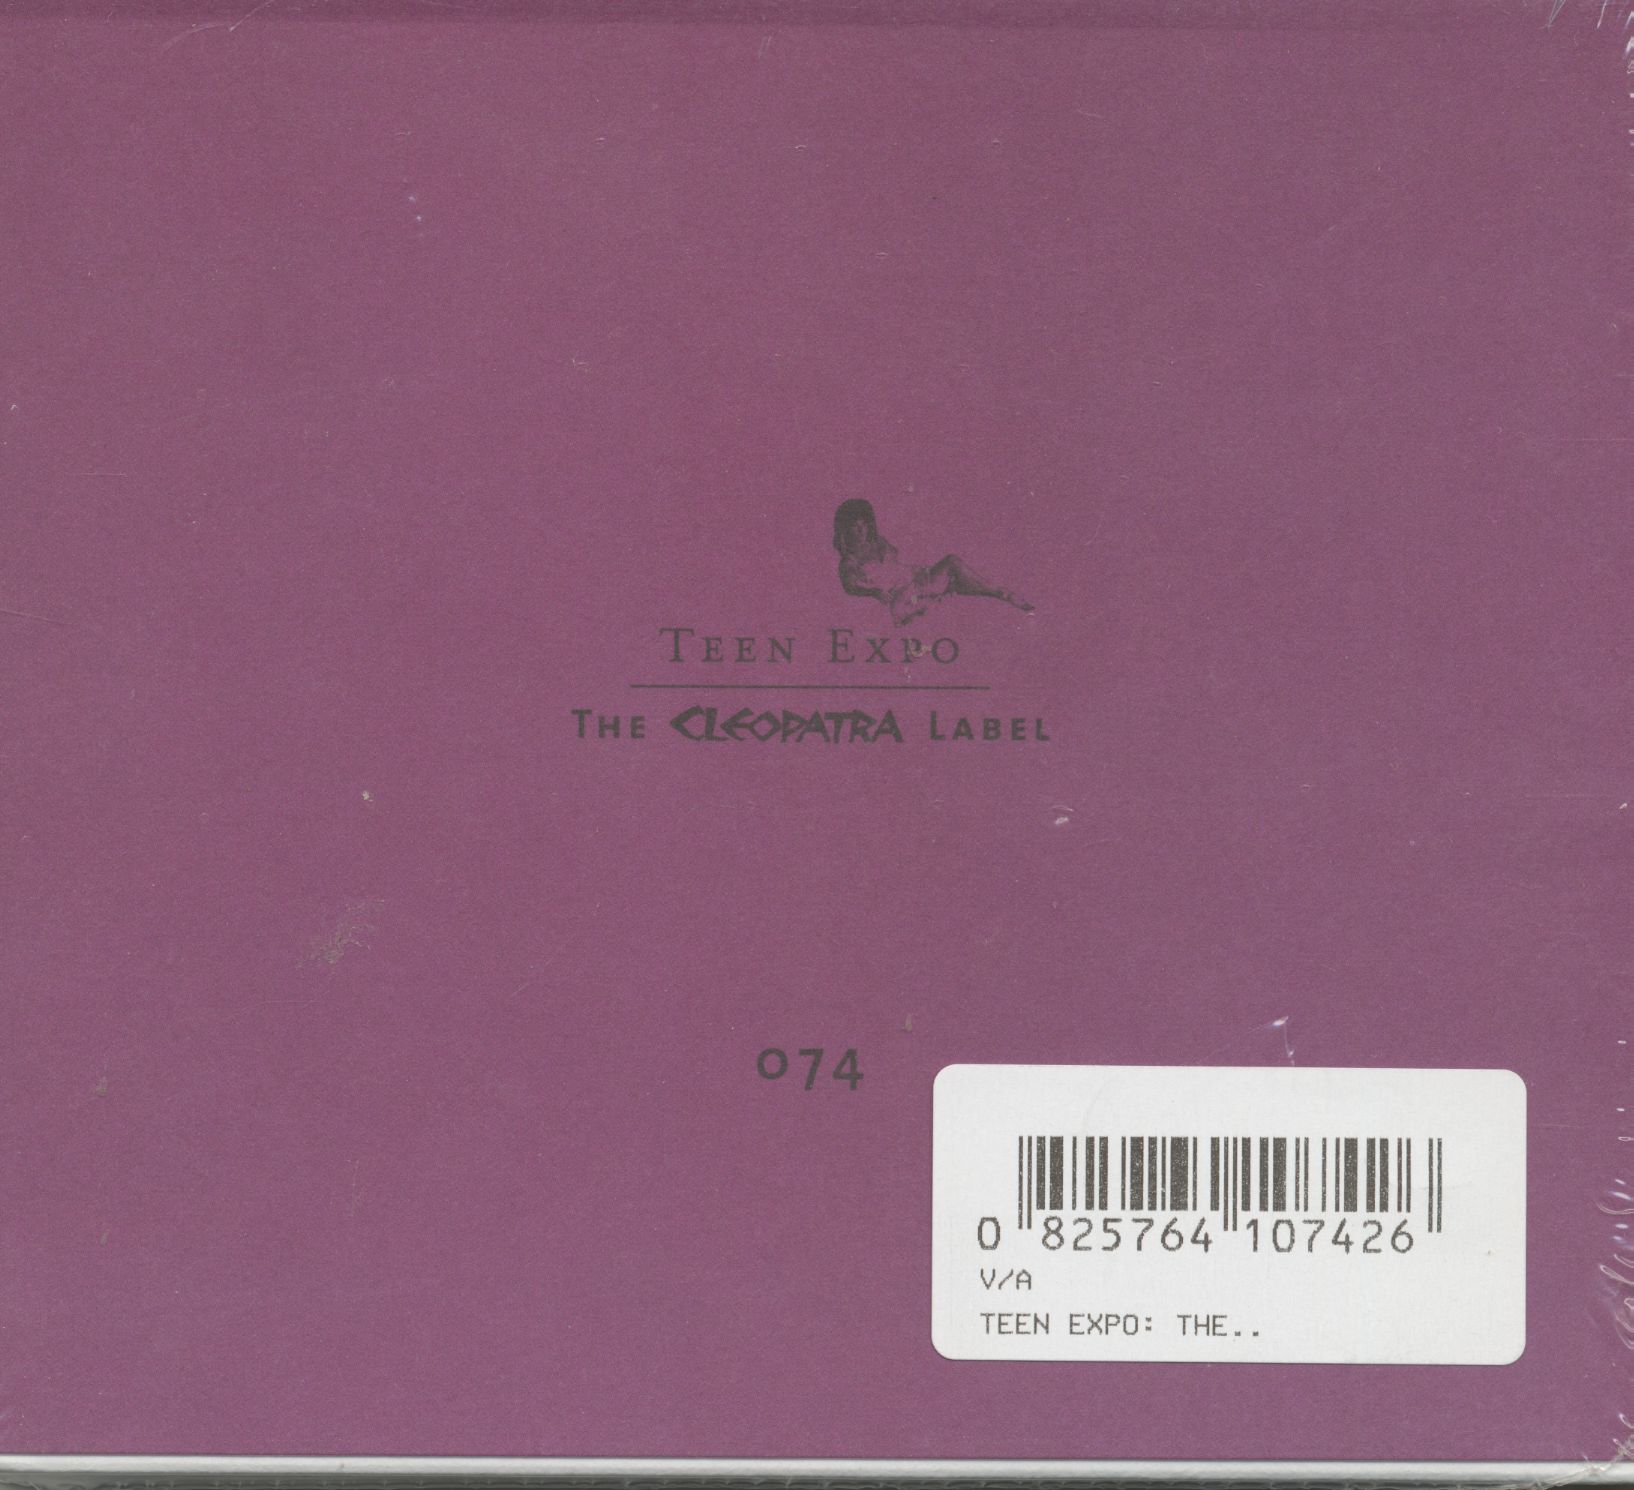 TEEN EXPO
THE CLEOPATRA LABEL
074
0 825764 107426
V/A
TEEN EXPO: THE..